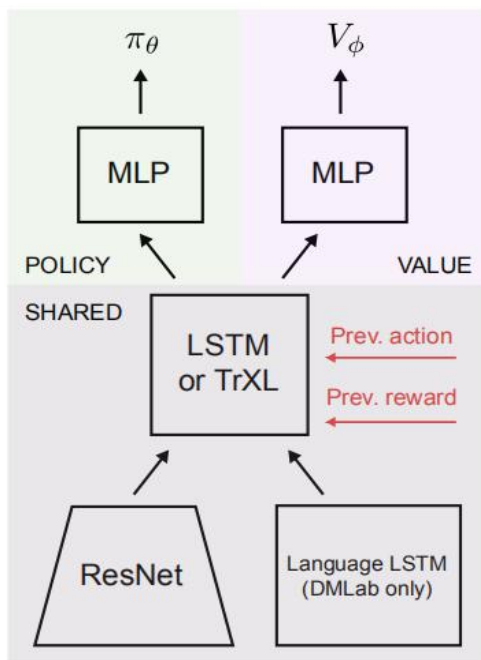 π_θ
V_ϕ
MLP
MLP
POLICY
VALUE
SHARED
LSTM
or TrXL
Prev. action
Prev. reward
ResNet
Language LSTM
(DMLab only)